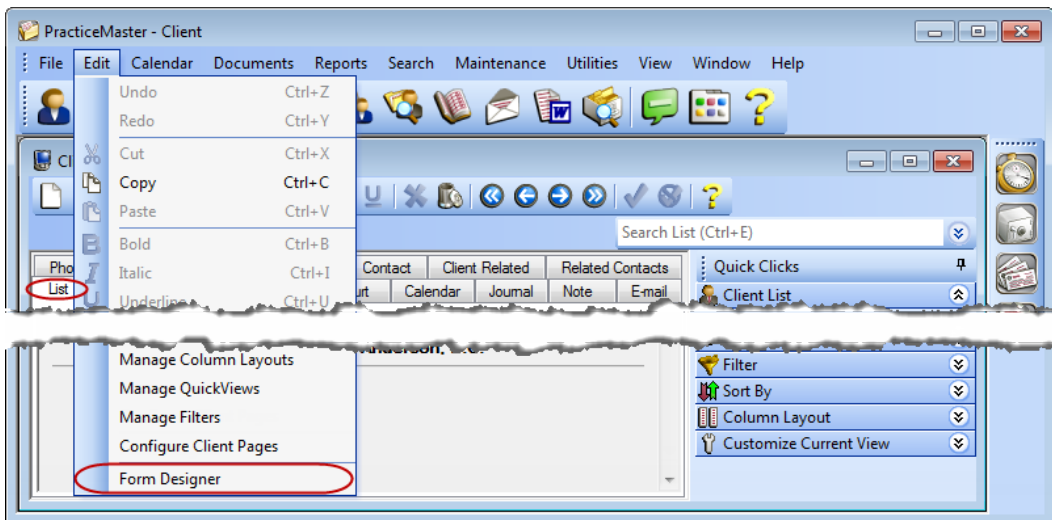 PracticeMaster - Client
File Edit Calendar Documents Reports Search Maintenance Utilities View Window Help
Undo Ctrl+Z
Redo Ctrl+Y
Cut Ctrl+X
Copy Ctrl+C
Paste Ctrl+V
Search List (Ctrl+E)
Bold Ctrl+B
Pho Italic Ctrl+I Contact Client Related Related Contacts Quick Clicks
List Underline Ctrl+U Calendar Journal Note E-mail Client List
Manage Column Layouts
Filter
Manage QuickViews
Sort By
Manage Filters
Column Layout
Configure Client Pages
Customize Current View
Form Designer